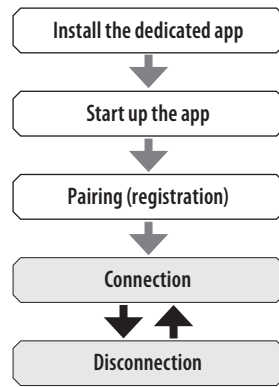 Install the dedicated app
Start up the app
Pairing (registration)
Connection
Disconnection